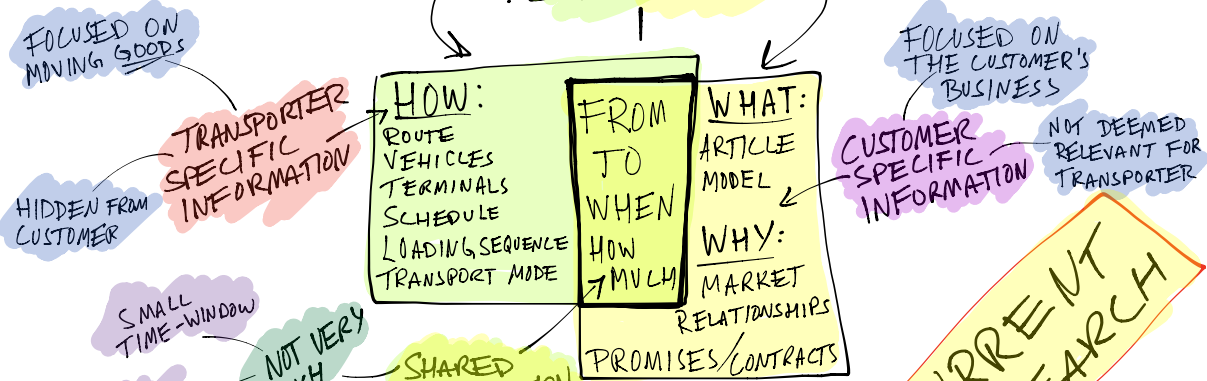 FOCUSED ON
MOVING GOODS
TRANSPORTER
SPECIFIC
INFORMATION
HIDDEN FROM
CUSTOMER
HOW:
ROUTE
VEHICLES
TERMINALS
SCHEDULE
LOADING SEQUENCE
TRANSPORT MODE
FROM
TO
WHEN
HOW
MUCH
WHAT:
ARTICLE
MODEL
WHY:
MARKET
RELATIONSHIPS
PROMISES/CONTRACTS
FOCUSED ON
THE CUSTOMER'S
BUSINESS
CUSTOMER
SPECIFIC
INFORMATION
NOT DEEMED
RELEVANT FOR
TRANSPORTER
SMALL
TIME-WINDOW
NOT VERY
SHARED